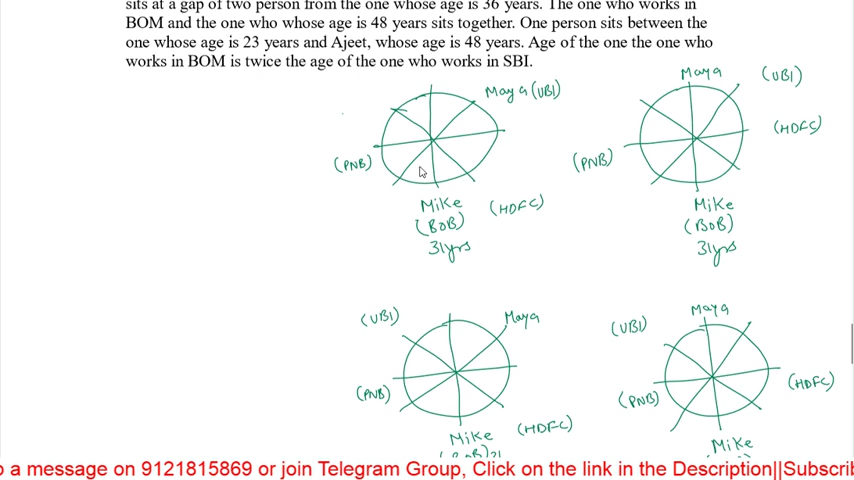 sits at a gap of two person from the one whose age is 36 years. The one who works in
BOM and the one who whose age is 48 years sits together. One person sits between the
one whose age is 23 years and Ajeet, whose age is 48 years. Age of the one the one who
works in BOM is twice the age of the one who works in SBI.
Maya (UBI)
(PNB)
Mike
(BOB)
31yrs
(HDFC)
Maya
(UBI)
(HDFC)
(PNB)
Mike
(BOB)
31yrs
(UBI)
Maya
(PNB)
Mike
(HDFC)
Maya
(UBI)
(PNB)
(HDFC)
Mike
a message on 9121815869 or join Telegram Group, Click on the link in the Description||Subscri